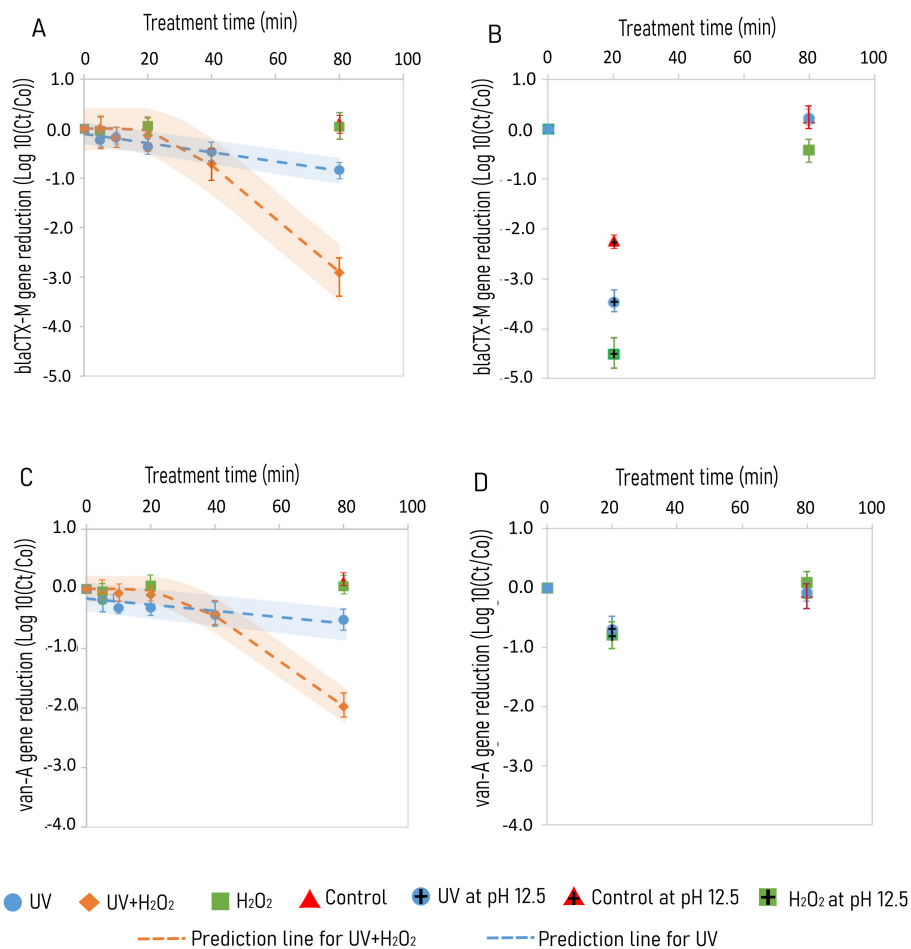 A
Treatment time (min)
0 20 40 60 80 100
1.0
0.0
-1.0
-2.0
-3.0
-4.0
-5.0
blaCTX-M gene reduction (Log 10(Ct/Co))
B
Treatment time (min)
0 20 40 60 80 100
1.0
0.0
-1.0
-2.0
-3.0
-4.0
-5.0
blaCTX-M gene reduction (Log 10(Ct/Co))
C
Treatment time (min)
0 20 40 60 80 100
1.0
0.0
-1.0
-2.0
-3.0
-4.0
van-A gene reduction (Log 10(Ct/Co))
D
Treatment time (min)
0 20 40 60 80 100
1.0
0.0
-1.0
-2.0
-3.0
-4.0
van-A gene reduction (Log 10(Ct/Co))
UV UV+H₂O₂ H₂O₂ Control UV at pH 12.5 Control at pH 12.5 H₂O₂ at pH 12.5
Prediction line for UV+H₂O₂ Prediction line for UV